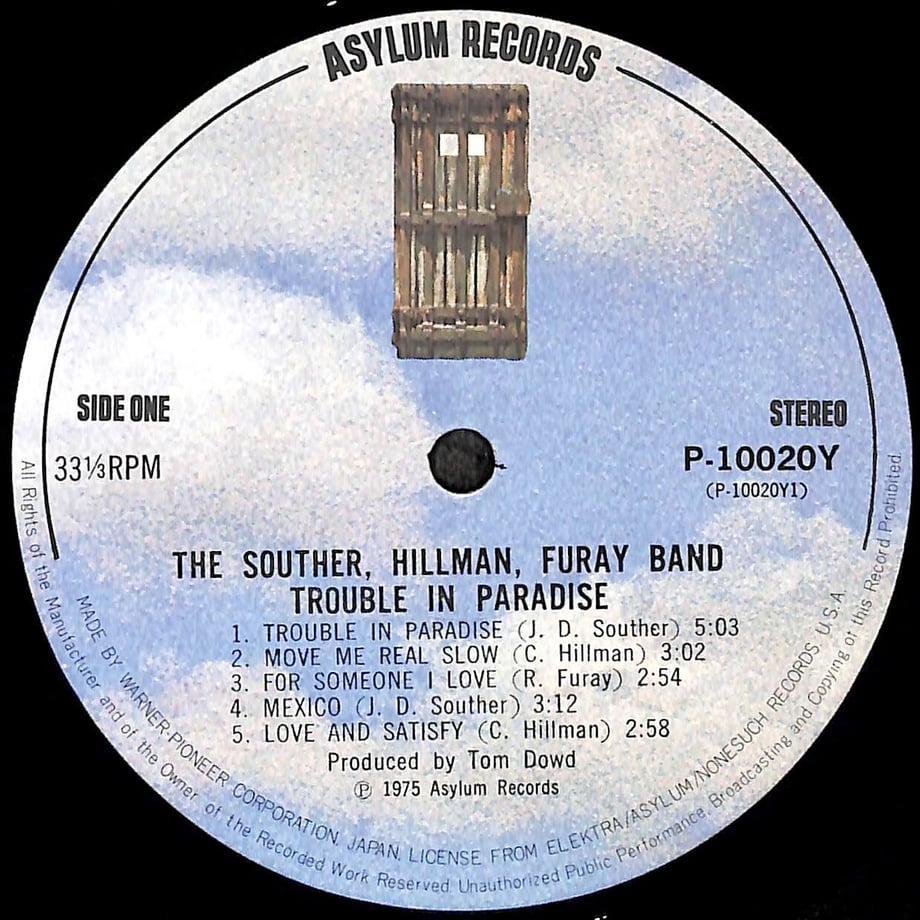 ASYLUM RECORDS
SIDE ONE
STEREO
33⅓RPM
P-10020Y
(P-10020Y1)
THE SOUTHER, HILLMAN, FURAY BAND
TROUBLE IN PARADISE
1. TROUBLE IN PARADISE (J. D. Souther) 5:03
2. MOVE ME REAL SLOW (C. Hillman) 3:02
3. FOR SOMEONE I LOVE (R. Furay) 2:54
4. MEXICO (J. D. Souther) 3:12
5. LOVE AND SATISFY (C. Hillman) 2:58
Produced by Tom Dowd
℗ 1975 Asylum Records
MADE BY WARNER-PIONEER CORPORATION, JAPAN. LICENSE FROM ELEKTRA/ASYLUM/NONESUCH RECORDS U.S.A.
All Rights of the Manufacturer and of the Owner of the Recorded Work Reserved. Unauthorized Public Performance, Broadcasting and Copying of this Record Prohibited.